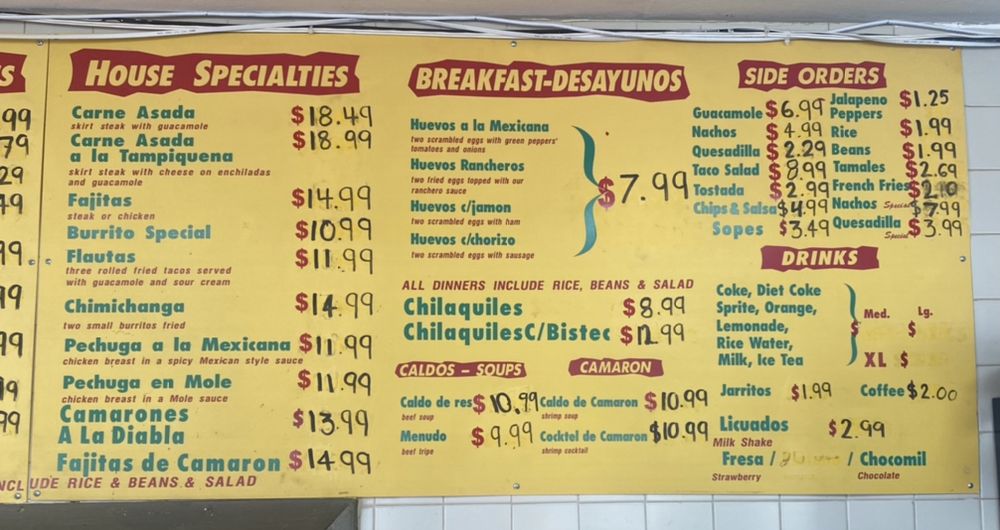 S
99
79
29
49
99
99
99
99
99
HOUSE SPECIALTIES
Carne Asada $18.49
skirt steak with guacamole
Carne Asada $18.99
a la Tampiquena
skirt steak with cheese on enchiladas
and guacamole
Fajitas $14.99
steak or chicken
Burrito Special $10.99
Flautas $11.99
three rolled fried tacos served
with guacamole and sour cream
Chimichanga $14.99
two small burritos fried
Pechuga a la Mexicana $11.99
chicken breast in a spicy Mexican style sauce
Pechuga en Mole $11.99
chicken breast in a Mole sauce
Camarones $13.99
A La Diabla
Fajitas de Camaron $14.99
NCLUDE RICE & BEANS & SALAD
BREAKFAST-DESAYUNOS
Huevos a la Mexicana
two scrambled eggs with green peppers'
tomatoes and onions
Huevos Rancheros
two fried eggs topped with our
ranchero sauce
$7.99
Huevos c/jamon
two scrambled eggs with ham
Huevos c/chorizo
two scrambled eggs with sausage
ALL DINNERS INCLUDE RICE, BEANS & SALAD
Chilaquiles $8.99
Chilaquiles C/Bistec $12.99
CALDOS – SOUPS
Caldo de res $10.99
beef soup
Menudo $9.99
beef tripe
CAMARON
Caldo de Camaron $10.99
shrimp soup
Cocktel de Camaron $10.99
shrimp cocktail
SIDE ORDERS
Guacamole $6.99
Nachos $4.99
Quesadilla $2.29
Taco Salad $8.99
Tostada $2.99
Chips & Salsa $4.99
Sopes $3.49
Jalapeno $1.25
Peppers
Rice $1.99
Beans $1.99
Tamales $2.69
French Fries $2.10
Nachos Special $7.99
Quesadilla Special $3.99
DRINKS
Coke, Diet Coke
Sprite, Orange,
Lemonade,
Rice Water,
Milk, Ice Tea
Med. Lg.
$ $
XL $
Jarritos $1.99 Coffee $2.00
Licuados $2.99
Milk Shake
Fresa / / Chocomil
Strawberry Chocolate